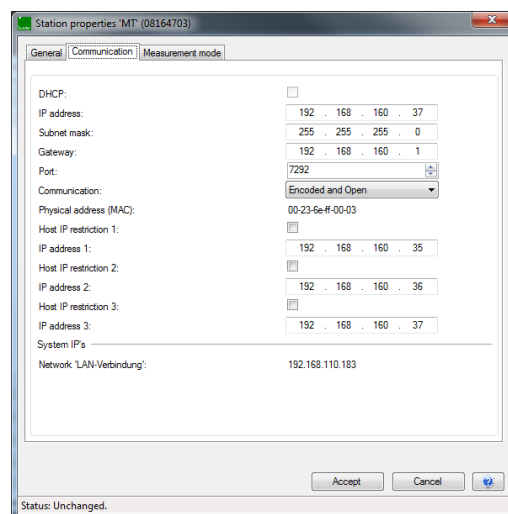 Station properties 'MT' (08164703)
General Communication Measurement mode
DHCP:
IP address: 192 . 168 . 160 . 37
Subnet mask: 255 . 255 . 255 . 0
Gateway: 192 . 168 . 160 . 1
Port: 7292
Communication: Encoded and Open
Physical address (MAC): 00-23-6e-ff-00-03
Host IP restriction 1:
IP address 1: 192 . 168 . 160 . 35
Host IP restriction 2:
IP address 2: 192 . 168 . 160 . 36
Host IP restriction 3:
IP address 3: 192 . 168 . 160 . 37
System IP's
Network 'LAN-Verbindung': 192.168.110.183
Accept Cancel ?
Status: Unchanged.